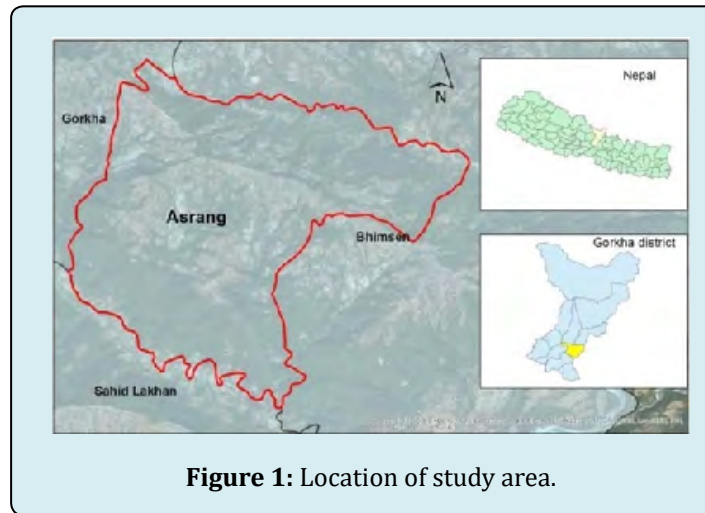 Nepal
N
Gorkha
Asrang
Bhimsen
Gorkha district
Sahid Lakhan
Figure 1: Location of study area.